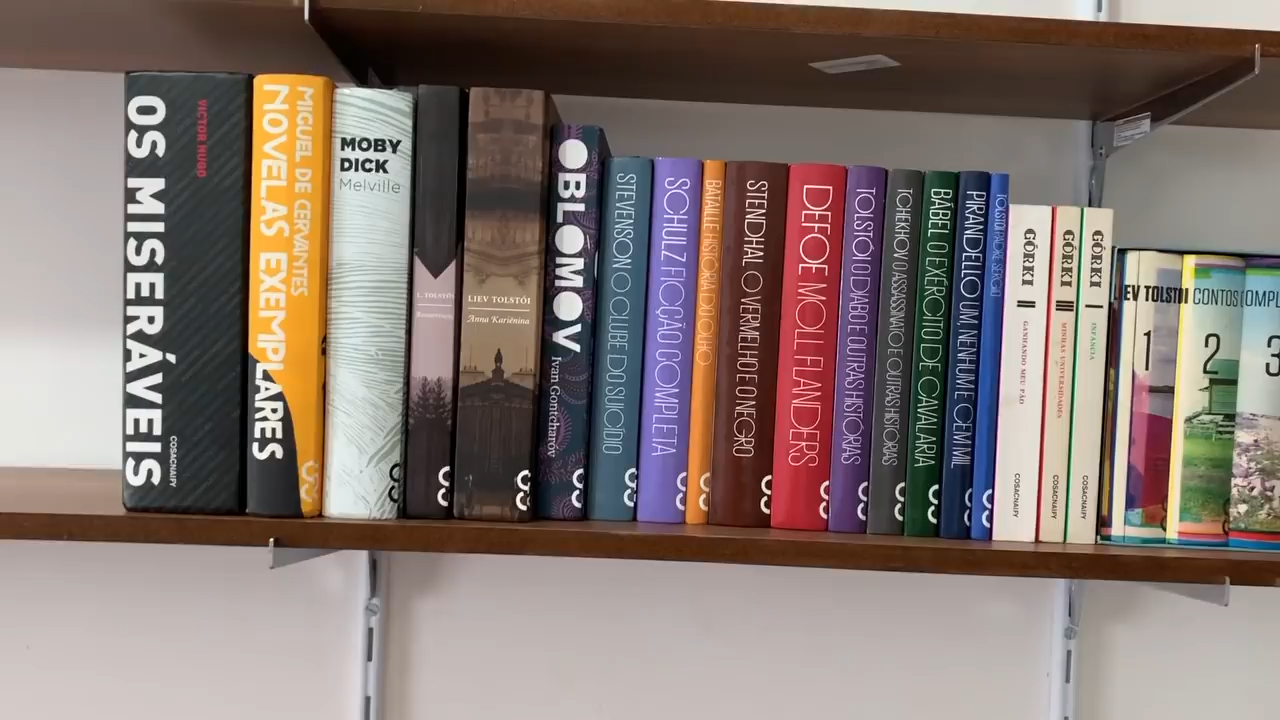 VICTOR HUGO
OS MISERÁVEIS
COSACNAIFY
MIGUEL DE CERVANTES
NOVELAS EXEMPLARES
MOBY
DICK
Melville
L. TOLSTÓI
LIEV TOLSTÓI
Anna Kariênina
OBLÓMOV
Ivan Gontcharóv
STEVENSON O CLUBE DO SUICÍDIO
SCHULZ FICÇÃO COMPLETA
BATAILLE HISTÓRIA DO OLHO
STENDHAL O VERMELHO E O NEGRO
DEFOE MOLL FLANDERS
TOLSTÓI O DIABO E OUTRAS HISTÓRIAS
TCHEKHOV O ASSASSINATO E OUTRAS HISTÓRIAS
BÁBEL O EXÉRCITO DE CAVALARIA
PIRANDELLO UM, NENHUM E CEM MIL
TOLSTÓI PADRE SÉRGIO
GÓRKI
GANHANDO MEU PÃO
COSACNAIFY
GÓRKI
MINHAS UNIVERSIDADES
COSACNAIFY
GÓRKI
INFÂNCIA
COSACNAIFY
LIEV TOLSTÓI CONTOS COMPL
1
2
3